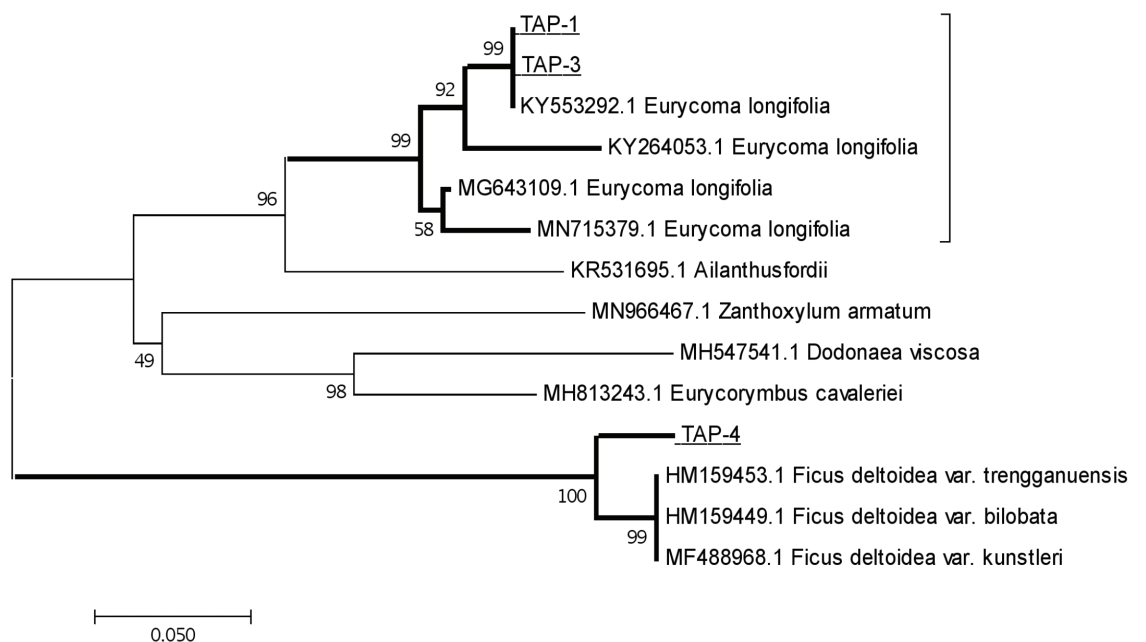 TAP-1
99
TAP-3
92
KY553292.1 Eurycoma longifolia
99
KY264053.1 Eurycoma longifolia
MG643109.1 Eurycoma longifolia
96
58
MN715379.1 Eurycoma longifolia
KR531695.1 Ailanthusfordii
MN966467.1 Zanthoxylum armatum
49
MH547541.1 Dodonaea viscosa
98
MH813243.1 Eurycorymbus cavaleriei
TAP-4
HM159453.1 Ficus deltoidea var. trengganuensis
100
HM159449.1 Ficus deltoidea var. bilobata
99
MF488968.1 Ficus deltoidea var. kunstleri
0.050